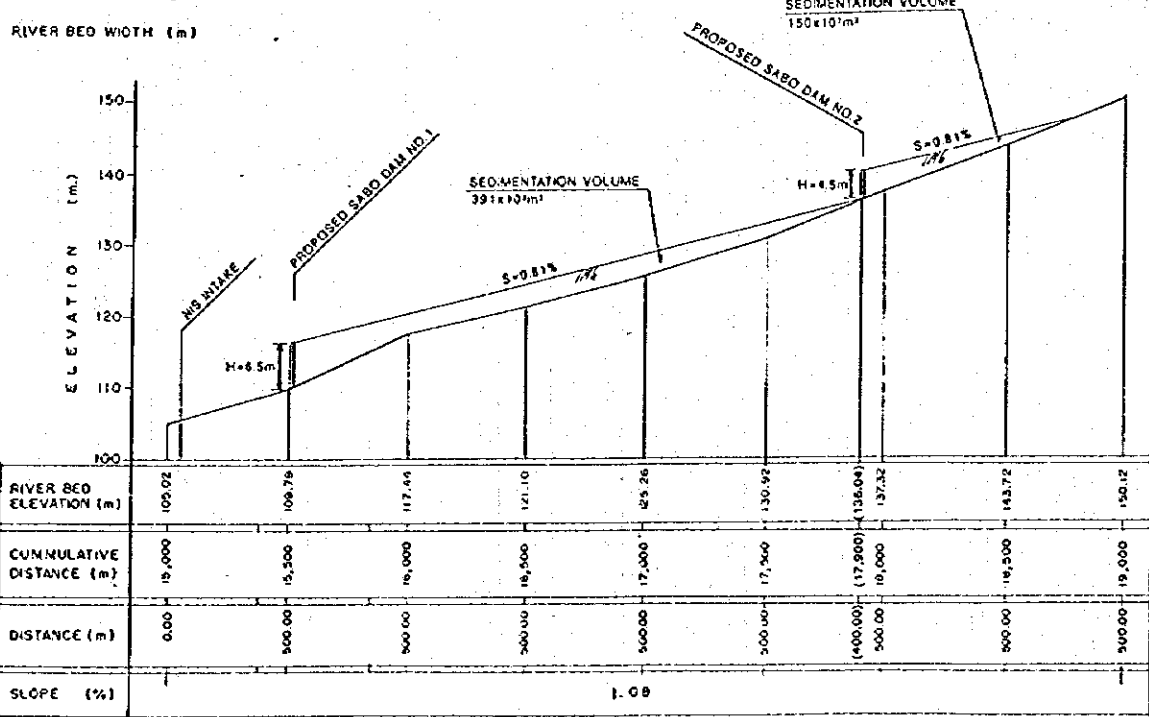 RIVER BED WIDTH (m)
SEDIMENTATION VOLUME
150x10³m³
PROPOSED SABO DAM NO.2
PROPOSED SABO DAM NO.1
NIS INTAKE
SEDIMENTATION VOLUME
391x10³m³
S=0.81%
H=4.5m
S=0.81%
H=6.5m
ELEVATION (m.)
150
140
130
120
110
100
RIVER BED ELEVATION (m) 105.02 109.79 117.44 121.10 125.26 130.92 (136.04) 137.32 143.72 150.12
CUMMULATIVE DISTANCE (m) 15,000 15,500 16,000 16,500 17,000 17,500 (17,900) 18,000 18,500 19,000
DISTANCE (m) 0.00 500.00 500.00 500.00 500.00 500.00 (400.00) 500.00 500.00 500.00
SLOPE (%) 1.08